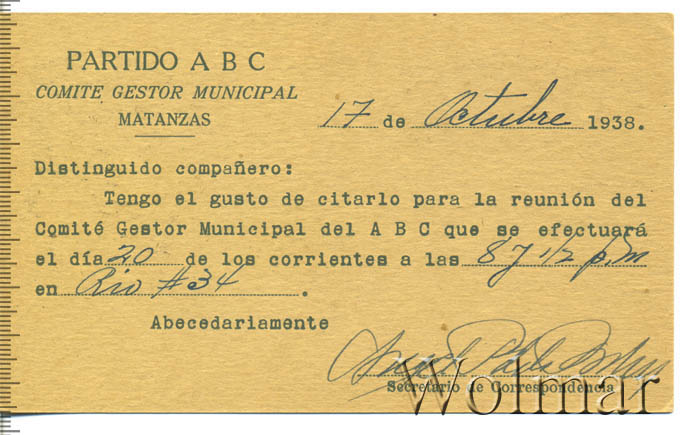 PARTIDO A B C
COMITE GESTOR MUNICIPAL
MATANZAS
17 de Octubre 1938.
Distinguido compañero:
Tengo el gusto de citarlo para la reunión del
Comité Gestor Municipal del A B C que se efectuará
el día 20 de los corrientes a las 8 y 1/2 p.m
en Rio #34.
Abecedariamente
Secretario de Correspondencia
Wolmar